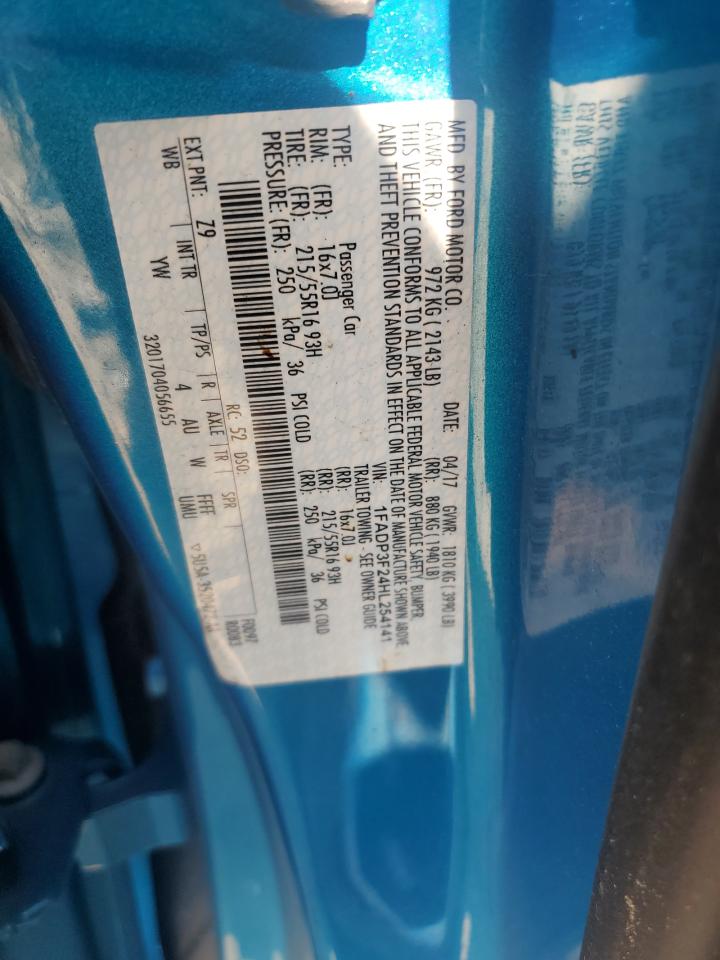 MFD BY FORD MOTOR CO. DATE: 04/17 GVWR: 1810 KG ( 3990 LB)
GAWR (FR): 972 KG ( 2143 LB) (RR): 880 KG ( 1940 LB)
THIS VEHICLE CONFORMS TO ALL APPLICABLE FEDERAL MOTOR VEHICLE SAFETY, BUMPER,
AND THEFT PREVENTION STANDARDS IN EFFECT ON THE DATE OF MANUFACTURE SHOWN ABOVE.
VIN: 1FADP3F24HL254141
TYPE: Passenger Car TRAILER TOWING - SEE OWNER GUIDE
RIM: (FR): 16x7.0J (RR): 16x7.0J
TIRE: (FR): 215/55R16 93H (RR): 215/55R16 93H
PRESSURE: (FR): 250 kPa/ 36 PSI COLD (RR): 250 kPa/ 36 PSI COLD
RC: 52 DSO: F0097
EXT PNT: Z9 R0083
INT TR TP/PS R AXLE TR SPR
WB YW 4 AU W FFFF
3201704056655 UMU